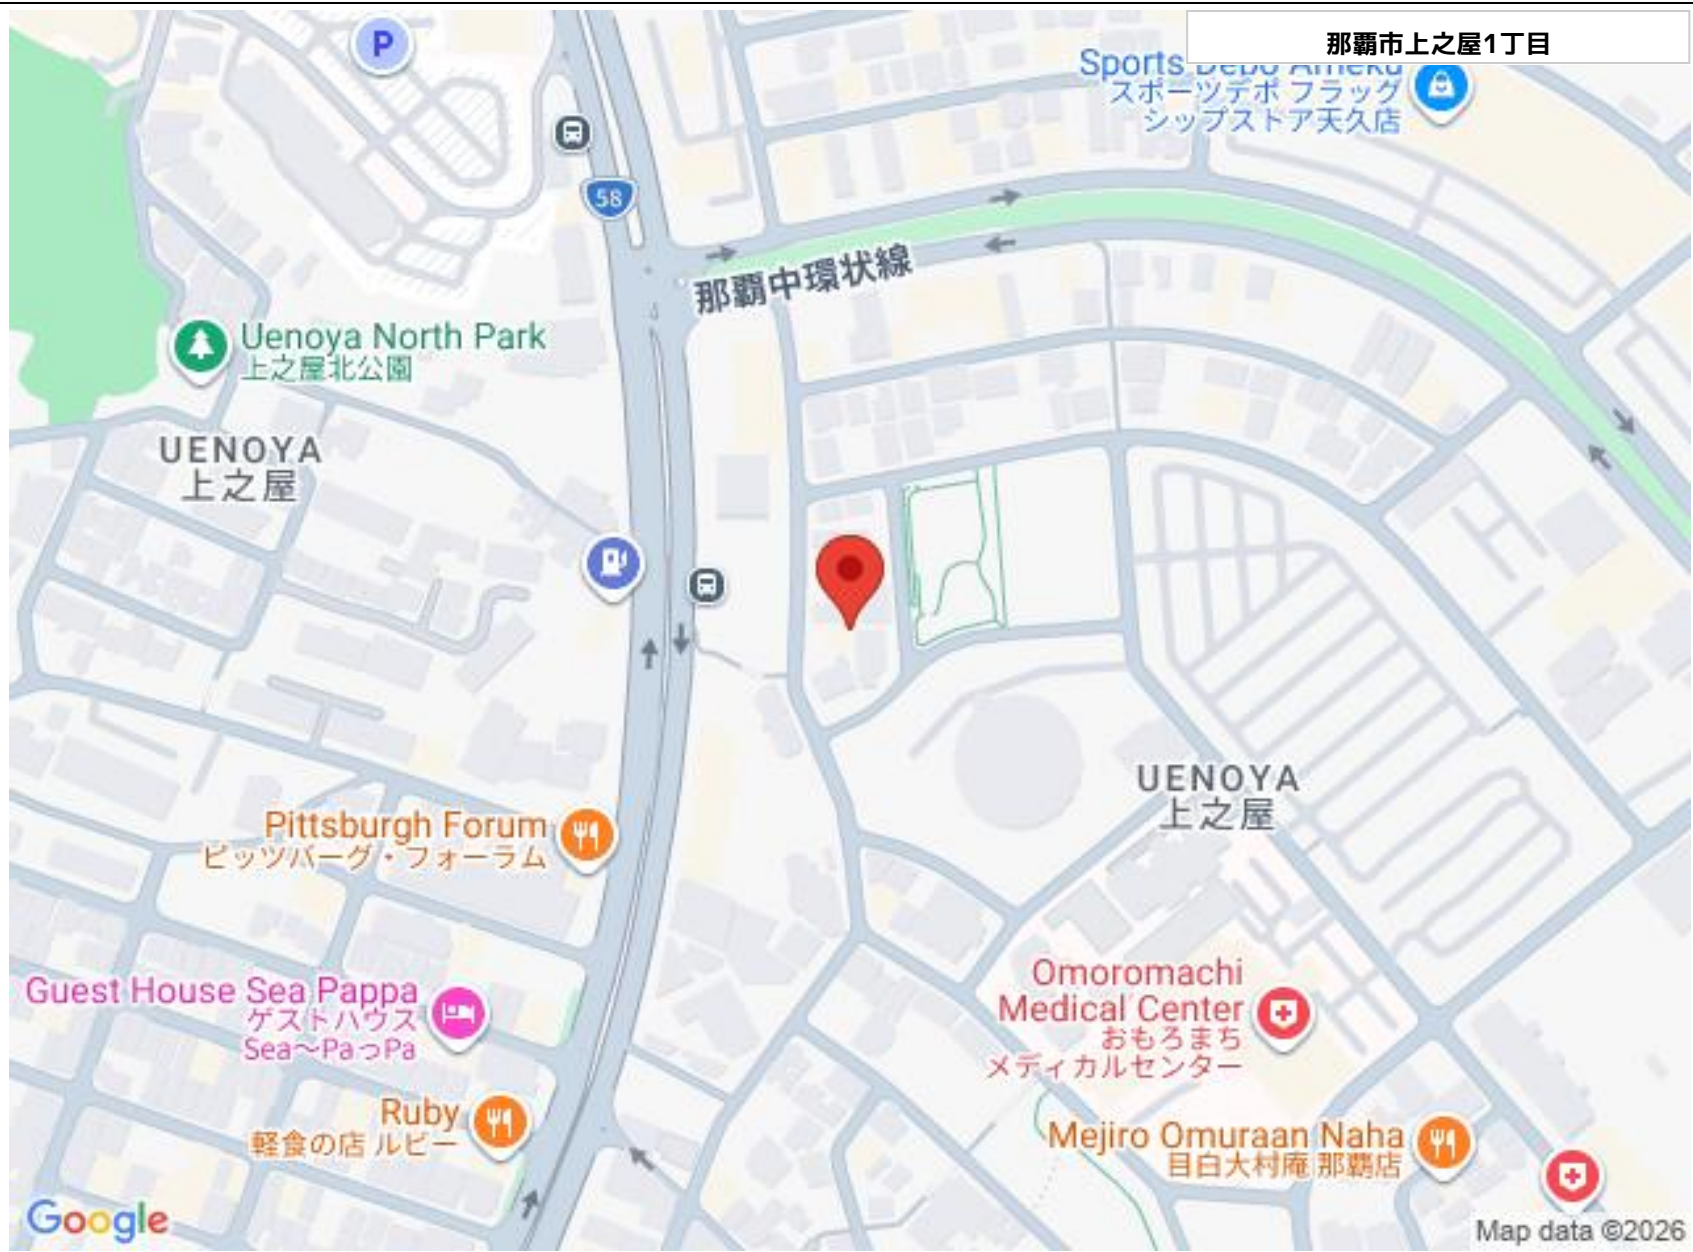 那覇市上之屋1丁目
Sports Depo Ameku
スポーツデポ フラッグ
シップストア天久店
P
58
那覇中環状線
Uenoya North Park
上之屋北公園
UENOYA
上之屋
UENOYA
上之屋
Pittsburgh Forum
ピッツバーグ・フォーラム
Guest House Sea Pappa
ゲストハウス
Sea～PaっPa
Omoromachi
Medical Center
おもろまち
メディカルセンター
Ruby
軽食の店 ルビー
Mejiro Omuraan Naha
目白大村庵 那覇店
Google
Map data ©2026